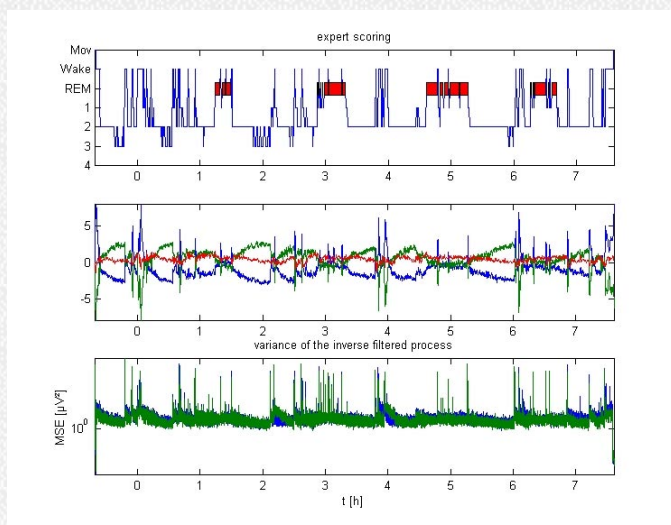 expert scoring
Mov
Wake
REM
1
2
3
4
0 1 2 3 4 5 6 7
5
0
-5
0 1 2 3 4 5 6 7
variance of the inverse filtered process
MSE [µV²]
10⁰
0 1 2 3 4 5 6 7
t [h]